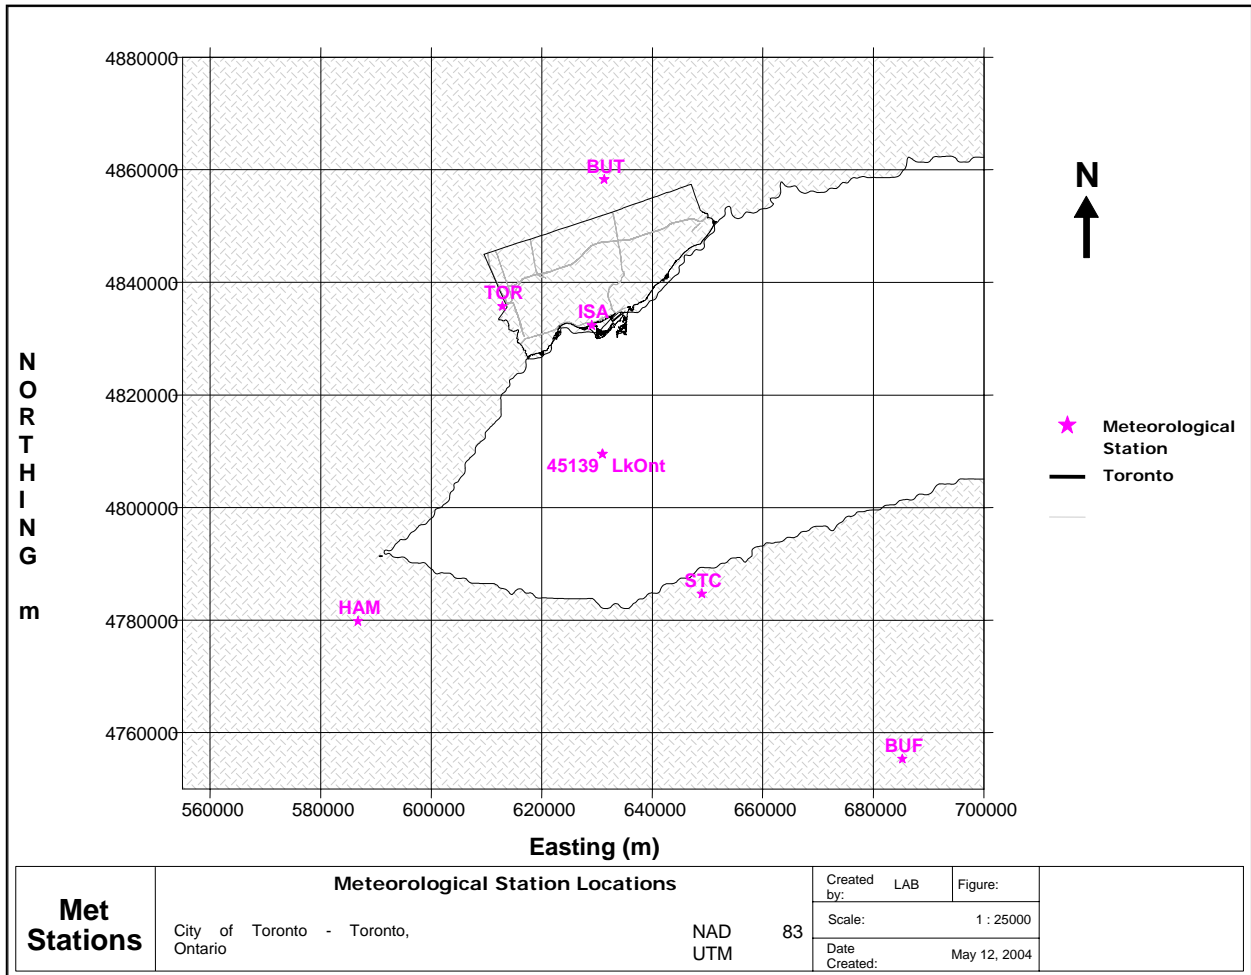 4880000
4860000
4840000
4820000
4800000
4780000
4760000
NORTHING m
BUT
TOR
ISA
45139 LkOnt
STC
HAM
BUF
560000 580000 600000 620000 640000 660000 680000 700000
Easting (m)
N
Meteorological
Station
Toronto
Met
Stations
Meteorological Station Locations
City of Toronto - Toronto,
Ontario
NAD 83
UTM
Created by: LAB
Figure:
Scale: 1 : 25000
Date Created: May 12, 2004